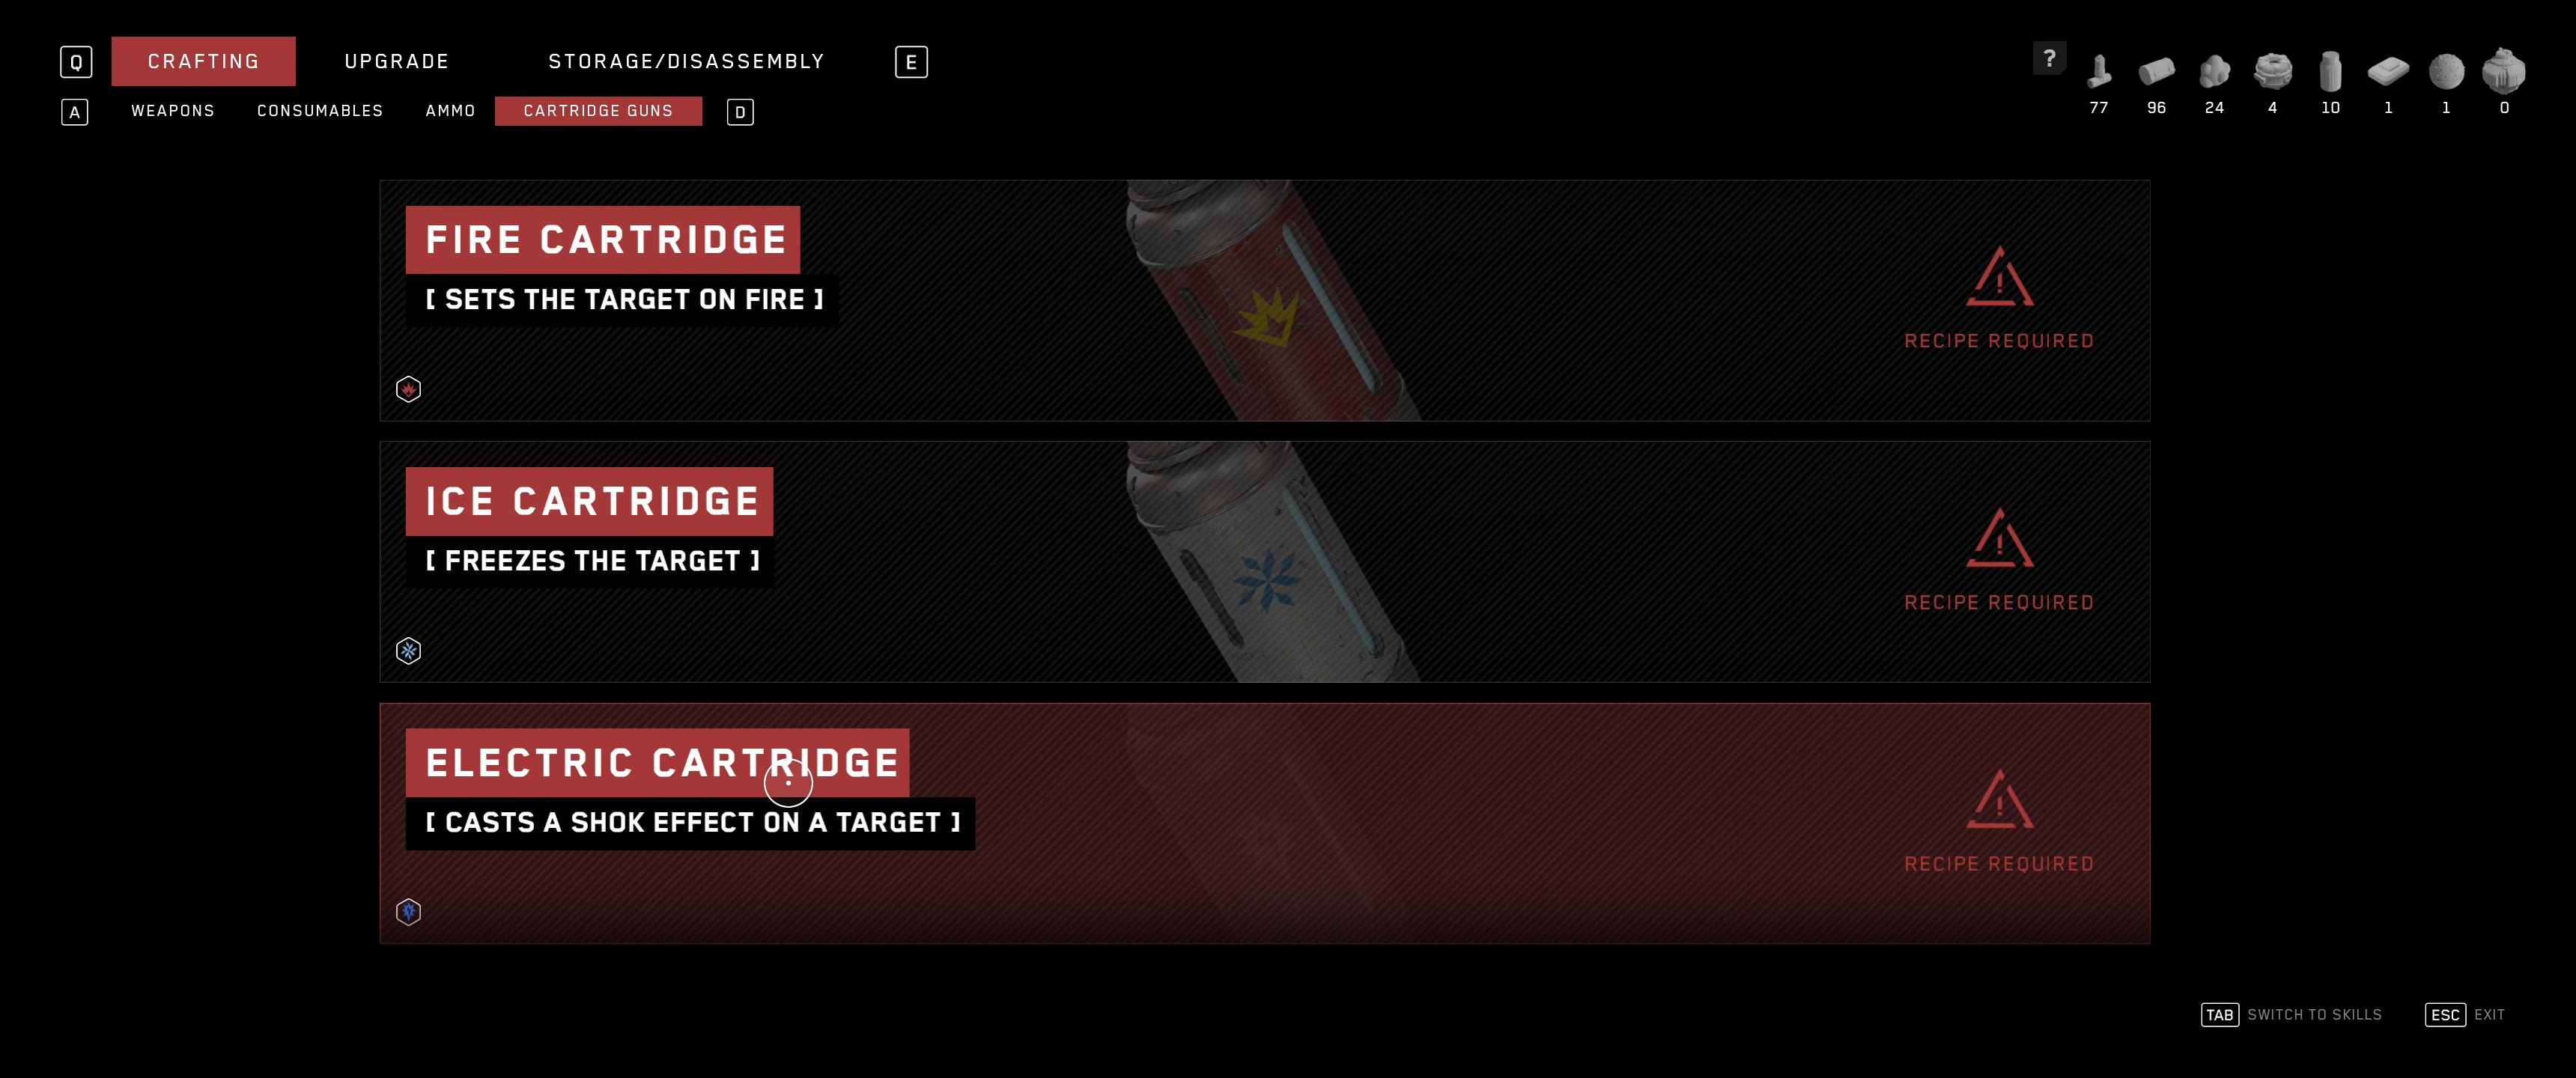 Q CRAFTING UPGRADE STORAGE/DISASSEMBLY E
A WEAPONS CONSUMABLES AMMO CARTRIDGE GUNS D
?
77 96 24 4 10 1 1 0
FIRE CARTRIDGE
[ SETS THE TARGET ON FIRE ]
RECIPE REQUIRED
ICE CARTRIDGE
[ FREEZES THE TARGET ]
RECIPE REQUIRED
ELECTRIC CARTRIDGE
[ CASTS A SHOK EFFECT ON A TARGET ]
RECIPE REQUIRED
TAB SWITCH TO SKILLS ESC EXIT